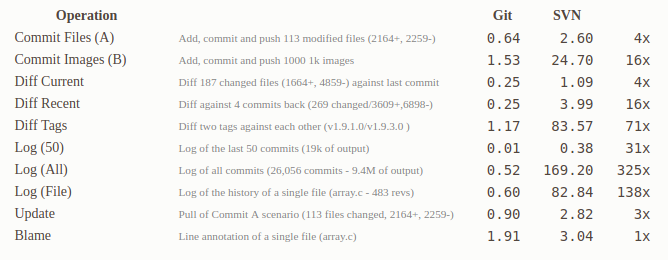 Operation Git SVN
Commit Files (A) Add, commit and push 113 modified files (2164+, 2259-) 0.64 2.60 4x
Commit Images (B) Add, commit and push 1000 1k images 1.53 24.70 16x
Diff Current Diff 187 changed files (1664+, 4859-) against last commit 0.25 1.09 4x
Diff Recent Diff against 4 commits back (269 changed/3609+,6898-) 0.25 3.99 16x
Diff Tags Diff two tags against each other (v1.9.1.0/v1.9.3.0 ) 1.17 83.57 71x
Log (50) Log of the last 50 commits (19k of output) 0.01 0.38 31x
Log (All) Log of all commits (26,056 commits - 9.4M of output) 0.52 169.20 325x
Log (File) Log of the history of a single file (array.c - 483 revs) 0.60 82.84 138x
Update Pull of Commit A scenario (113 files changed, 2164+, 2259-) 0.90 2.82 3x
Blame Line annotation of a single file (array.c) 1.91 3.04 1x